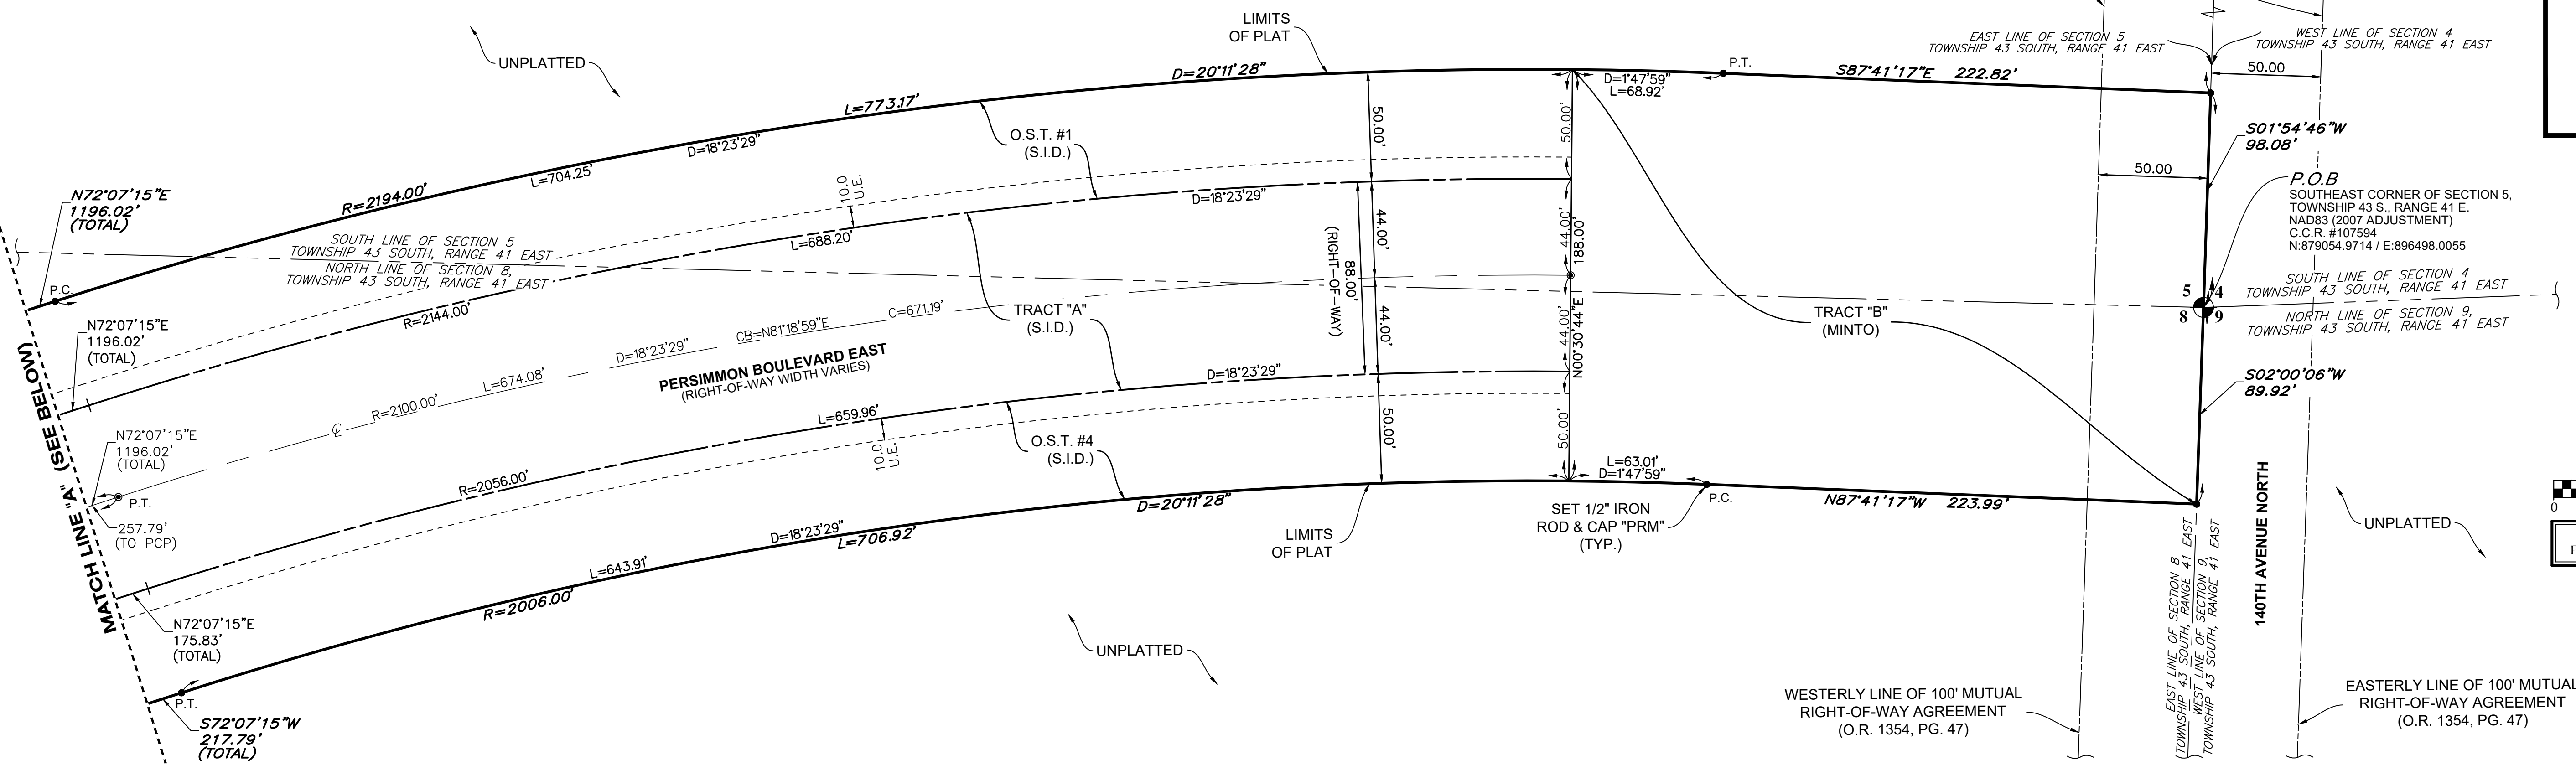 LIMITS
OF PLAT
UNPLATTED
EAST LINE OF SECTION 5
TOWNSHIP 43 SOUTH, RANGE 41 EAST
WEST LINE OF SECTION 4
TOWNSHIP 43 SOUTH, RANGE 41 EAST
50.00
D=20°11'28"
D=1°47'59"
L=68.92'
P.T.
S87°41'17"E 222.82'
L=773.17'
D=18°23'29"
L=704.25'
O.S.T. #1
(S.I.D.)
50.00'
50.00'
S01°54'46"W
98.08'
50.00
P.O.B
SOUTHEAST CORNER OF SECTION 5,
TOWNSHIP 43 S., RANGE 41 E.
NAD83 (2007 ADJUSTMENT)
C.C.R. #107594
N:879054.9714 / E:896498.0055
N72°07'15"E
1196.02'
(TOTAL)
R=2194.00'
10.0
U.E.
D=18°23'29"
SOUTH LINE OF SECTION 5
TOWNSHIP 43 SOUTH, RANGE 41 EAST
NORTH LINE OF SECTION 8,
TOWNSHIP 43 SOUTH, RANGE 41 EAST
L=688.20'
44.00'
44.00'
188.00'
(RIGHT-OF-WAY)
88.00'
P.C.
R=2144.00'
TRACT "A"
(S.I.D.)
C=671.19'
CB=N81°18'59"E
D=18°23'29"
44.00'
44.00'
N00°30'44"E
TRACT "B"
(MINTO)
5 4
8 9
SOUTH LINE OF SECTION 4
TOWNSHIP 43 SOUTH, RANGE 41 EAST
NORTH LINE OF SECTION 9,
TOWNSHIP 43 SOUTH, RANGE 41 EAST
N72°07'15"E
1196.02'
(TOTAL)
PERSIMMON BOULEVARD EAST
(RIGHT-OF-WAY WIDTH VARIES)
L=674.08'
R=2100.00'
℄
D=18°23'29"
S02°00'06"W
89.92'
MATCH LINE "A" (SEE BELOW)
N72°07'15"E
1196.02'
(TOTAL)
P.T.
257.79'
(TO PCP)
L=659.96'
10.0
U.E.
O.S.T. #4
(S.I.D.)
50.00'
50.00'
R=2056.00'
L=63.01'
D=1°47'59"
P.C.
N87°41'17"W 223.99'
D=20°11'28"
SET 1/2" IRON
ROD & CAP "PRM"
(TYP.)
LIMITS
OF PLAT
D=18°23'29"
L=706.92'
L=643.91'
R=2006.00'
N72°07'15"E
175.83'
(TOTAL)
P.T.
S72°07'15"W
217.79'
(TOTAL)
UNPLATTED
UNPLATTED
0
EAST LINE OF SECTION 8
TOWNSHIP 43 SOUTH, RANGE 41 EAST
WEST LINE OF SECTION 9,
TOWNSHIP 43 SOUTH, RANGE 41 EAST
140TH AVENUE NORTH
WESTERLY LINE OF 100' MUTUAL
RIGHT-OF-WAY AGREEMENT
(O.R. 1354, PG. 47)
EASTERLY LINE OF 100' MUTUAL
RIGHT-OF-WAY AGREEMENT
(O.R. 1354, PG. 47)